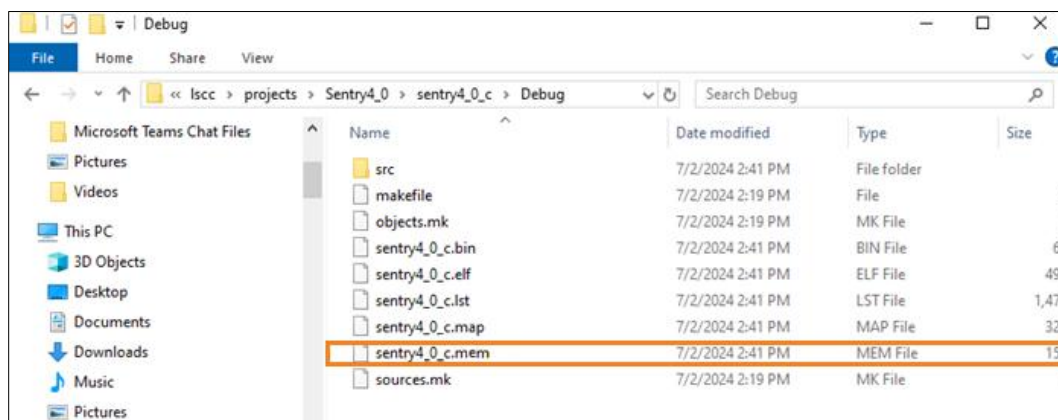 Debug
File Home Share View
« lscc › projects › Sentry4_0 › sentry4_0_c › Debug Search Debug
Microsoft Teams Chat Files
Pictures
Videos
This PC
3D Objects
Desktop
Documents
Downloads
Music
Pictures
Name Date modified Type Size
src 7/2/2024 2:41 PM File folder
makefile 7/2/2024 2:19 PM File
objects.mk 7/2/2024 2:19 PM MK File
sentry4_0_c.bin 7/2/2024 2:41 PM BIN File
sentry4_0_c.elf 7/2/2024 2:41 PM ELF File
sentry4_0_c.lst 7/2/2024 2:41 PM LST File
sentry4_0_c.map 7/2/2024 2:41 PM MAP File
sentry4_0_c.mem 7/2/2024 2:41 PM MEM File
sources.mk 7/2/2024 2:19 PM MK File